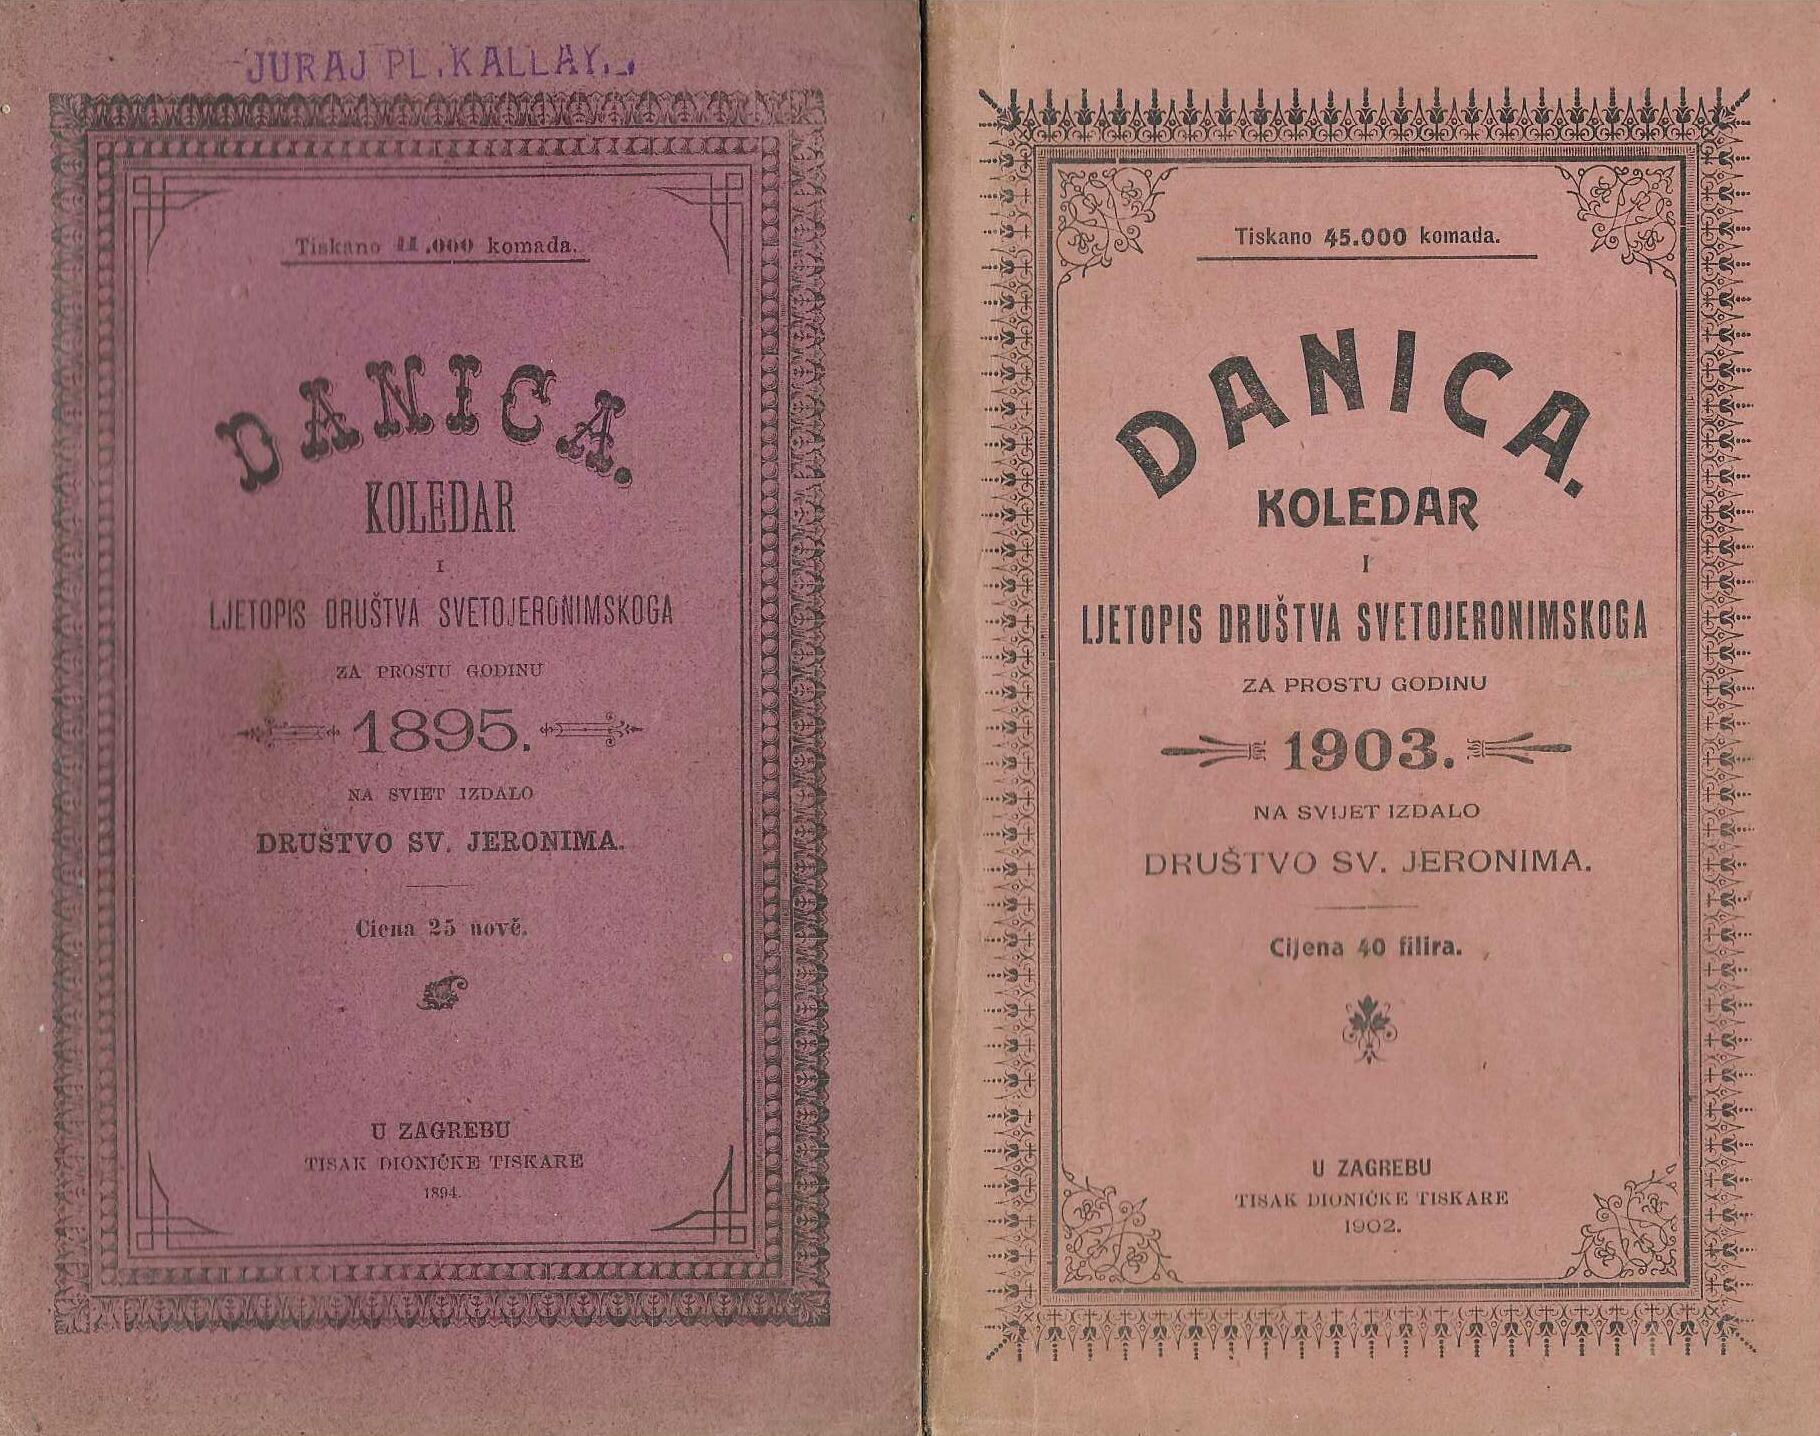 JURAJ PL. KALLAY.
Tiskano .000 komada.
DANICA.
KOLEDAR
I
LJETOPIS DRUŠTVA SVETOJERONIMSKOGA
ZA PROSTU GODINU
1895.
NA SVIET IZDALO
DRUŠTVO SV. JERONIMA.
Ciena 25 novč.
U ZAGREBU
TISAK DIONIČKE TISKARE
1894.
Tiskano 45.000 komada.
DANICA.
KOLEDAR
I
LJETOPIS DRUŠTVA SVETOJERONIMSKOGA
ZA PROSTU GODINU
1903.
NA SVIJET IZDALO
DRUŠTVO SV. JERONIMA.
Cijena 40 filira.
U ZAGREBU
TISAK DIONIČKE TISKARE
1902.